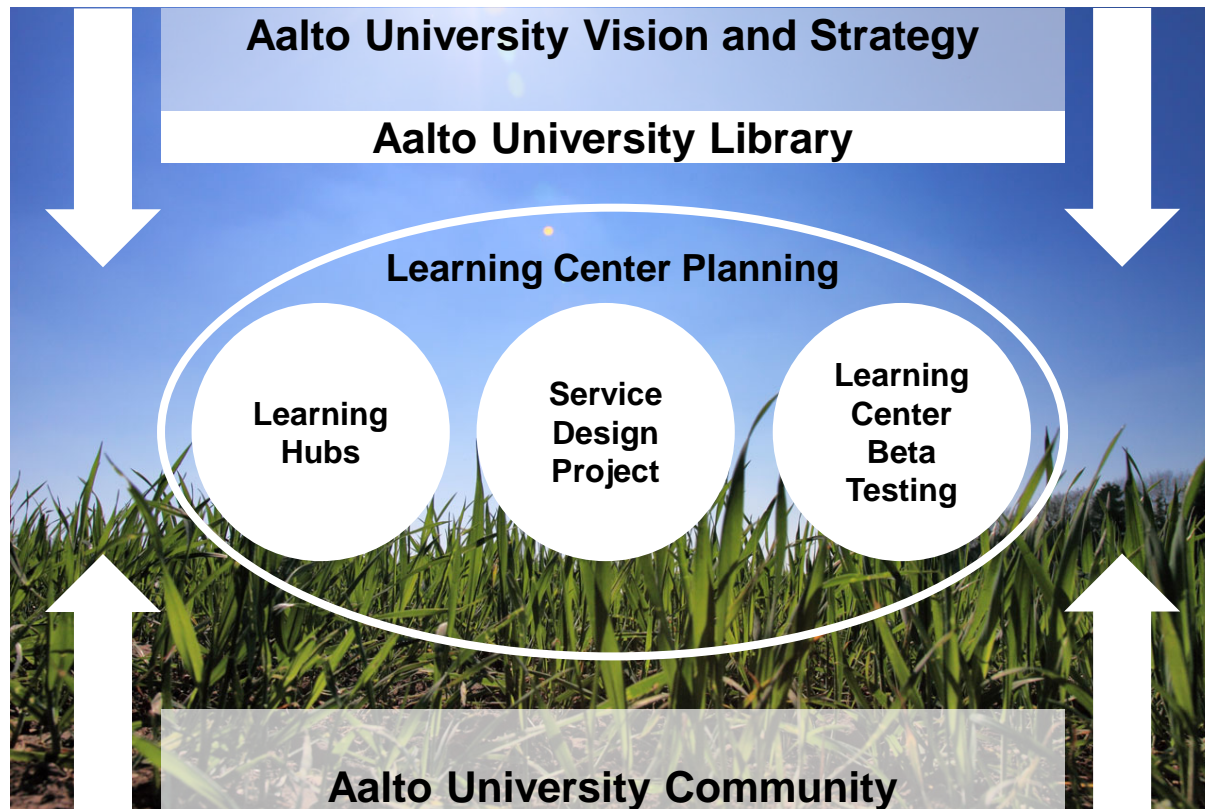 Aalto University Vision and Strategy
Aalto University Library
Learning Center Planning
Learning
Hubs
Service
Design
Project
Learning
Center
Beta
Testing
Aalto University Community